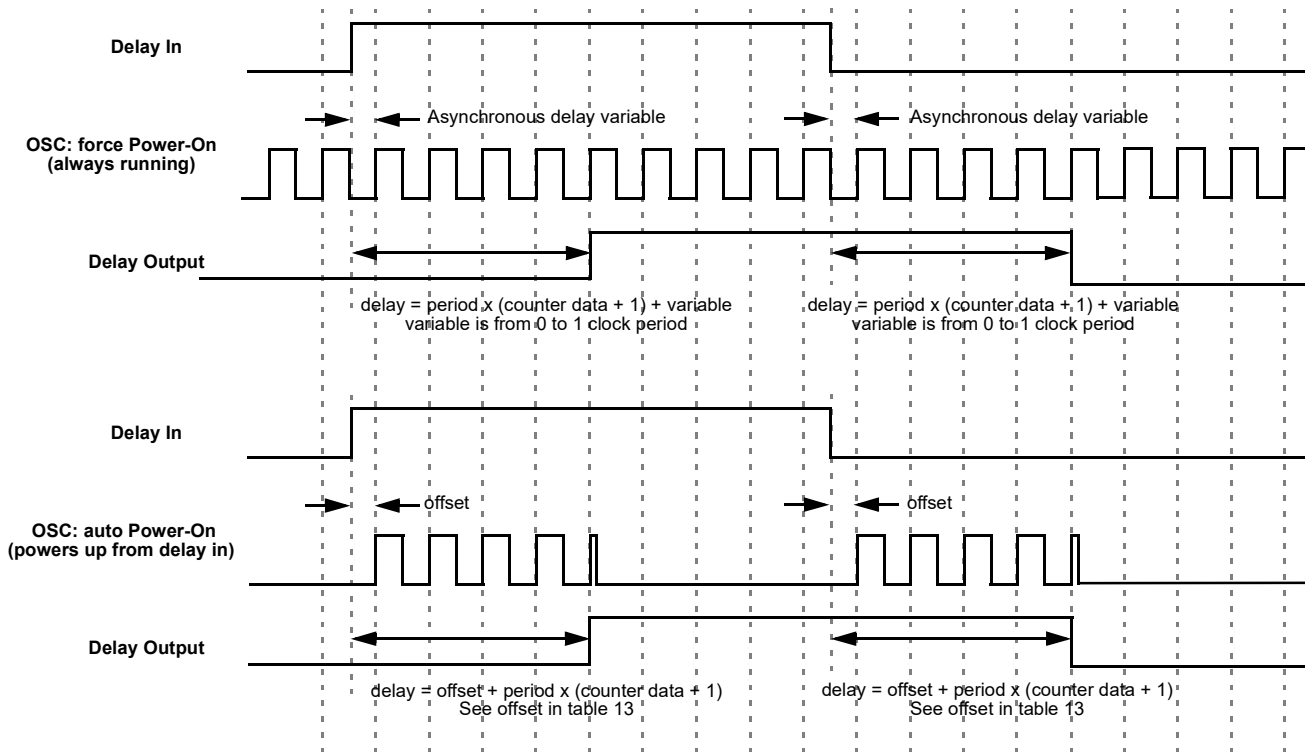 Delay In
Asynchronous delay variable
Asynchronous delay variable
OSC: force Power-On
(always running)
Delay Output
delay = period x (counter data + 1) + variable
variable is from 0 to 1 clock period
delay = period x (counter data + 1) + variable
variable is from 0 to 1 clock period
Delay In
offset
offset
OSC: auto Power-On
(powers up from delay in)
Delay Output
delay = offset + period x (counter data + 1)
See offset in table 13
delay = offset + period x (counter data + 1)
See offset in table 13